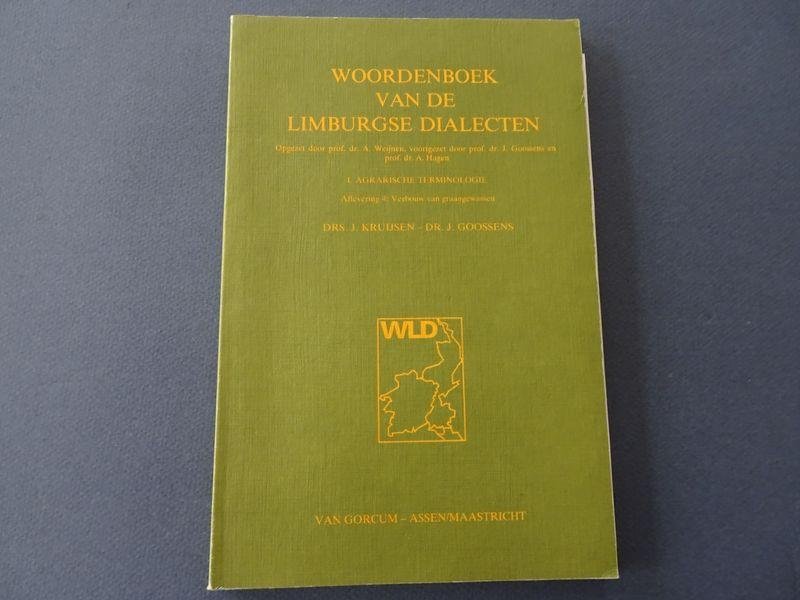 WOORDENBOEK
VAN DE
LIMBURGSE DIALECTEN
Opgezet door prof. dr. A. Weijnen, voortgezet door prof. dr. J. Goossens en
prof. dr. A. Hagen
I. AGRARISCHE TERMINOLOGIE
Aflevering 4: Verbouw van graangewassen
DRS. J. KRUIJSEN – DR. J. GOOSSENS
WLD
VAN GORCUM – ASSEN/MAASTRICHT